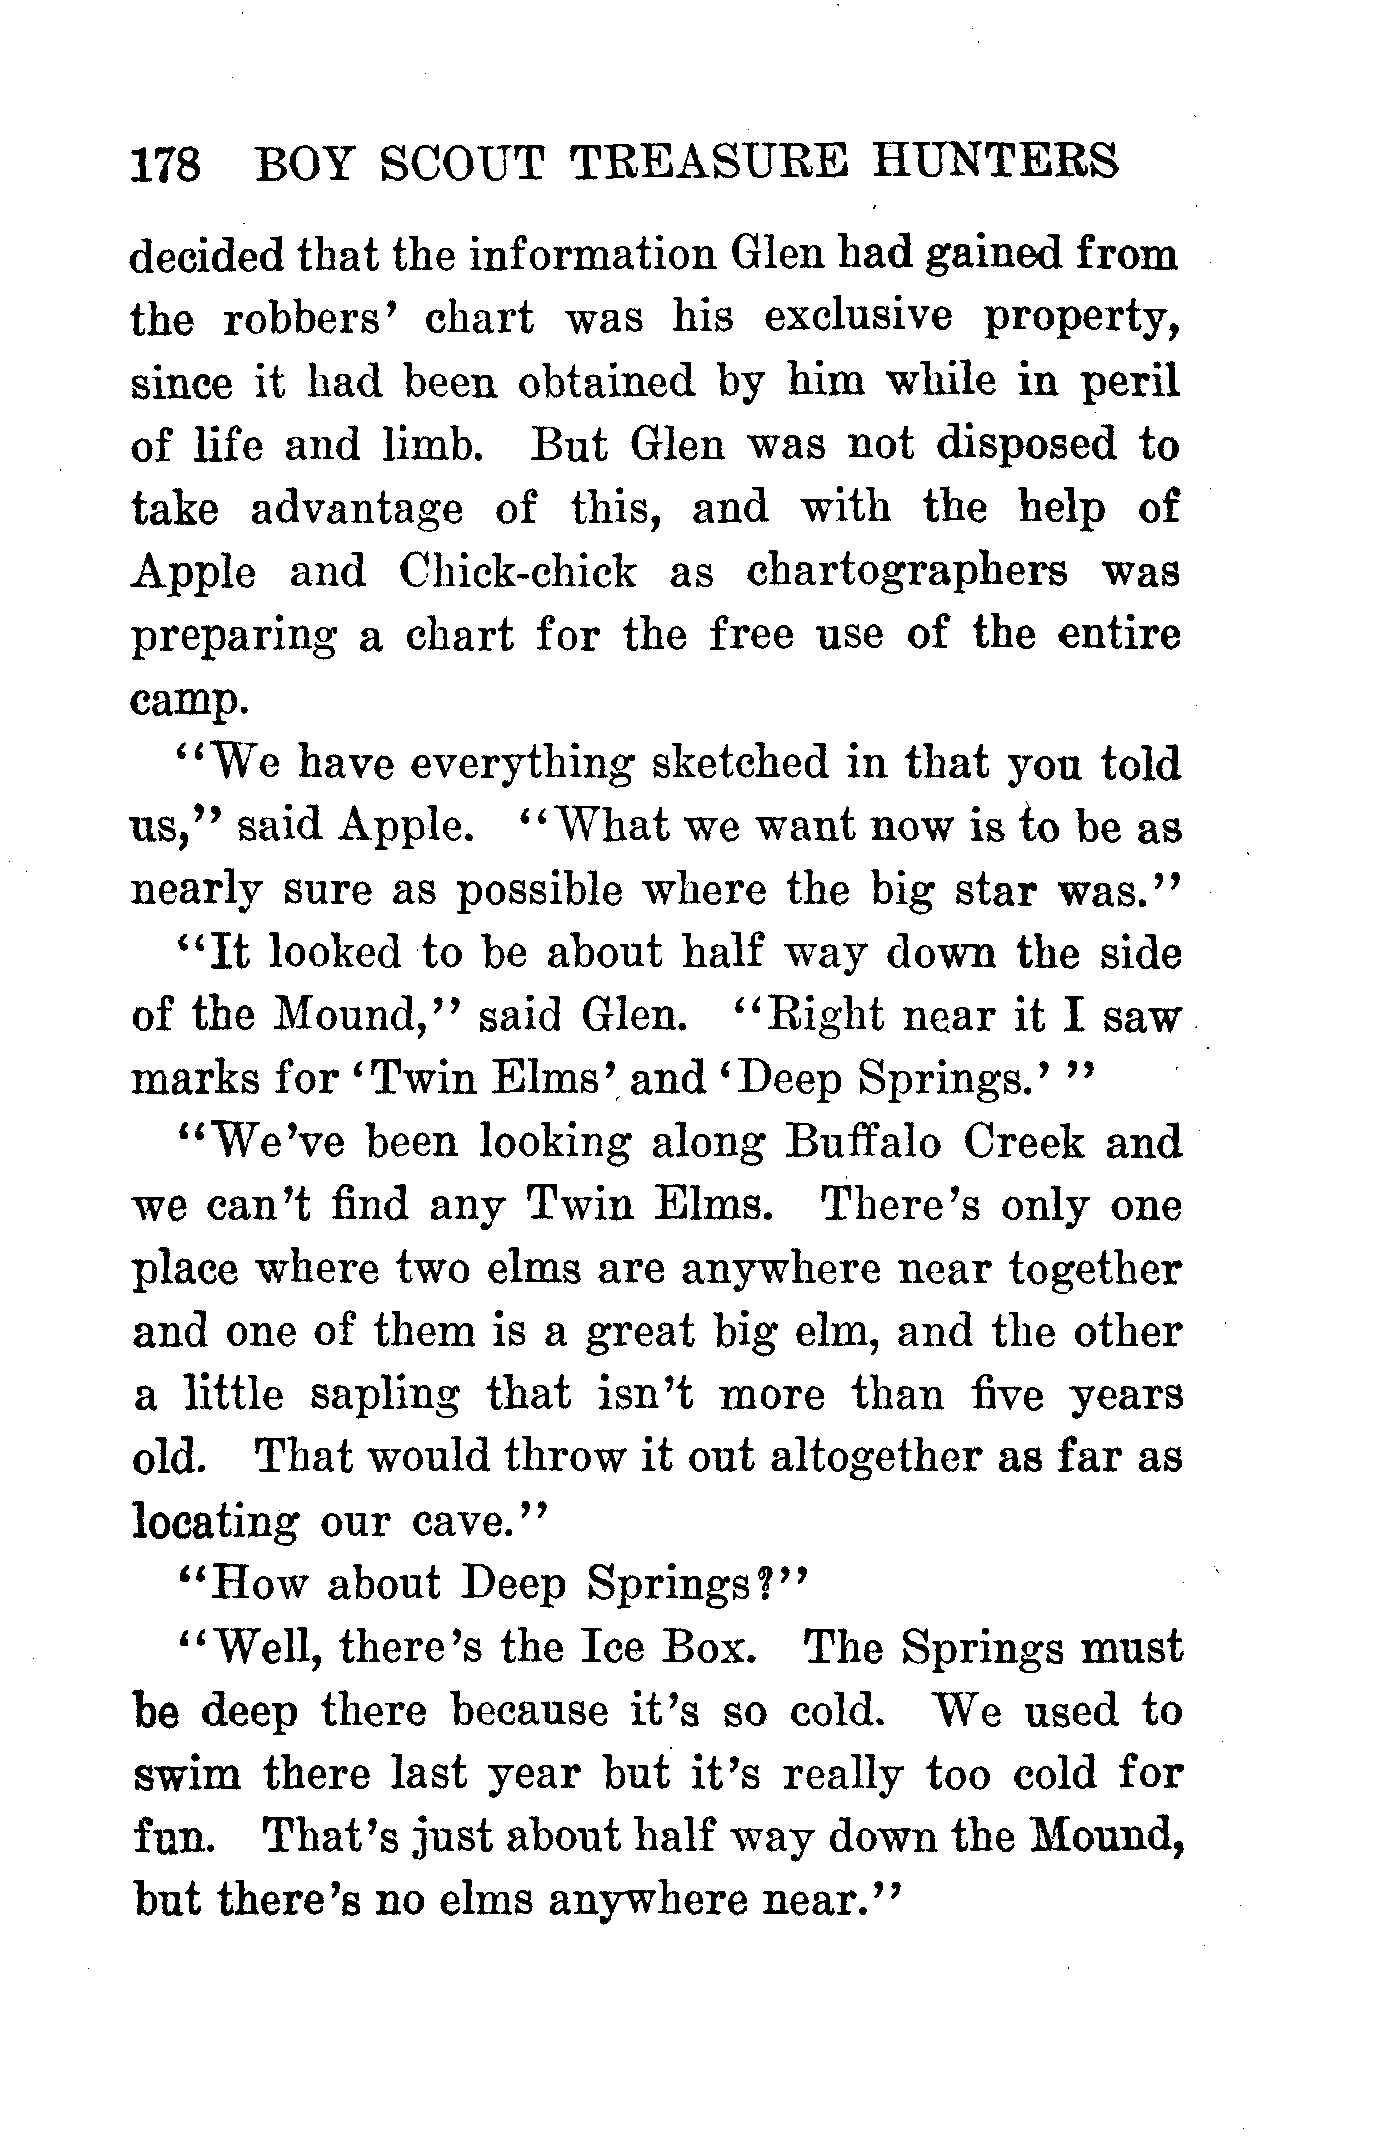 178 BOY SCOUT TREASURE HUNTERS
decided that the information Glen had gained from
the robbers' chart was his exclusive property,
since it had been obtained by him while in peril
of life and limb. But Glen was not disposed to
take advantage of this, and with the help of
Apple and Chick-chick as chartographers was
preparing a chart for the free use of the entire
camp.
"We have everything sketched in that you told
us," said Apple. "What we want now is to be as
nearly sure as possible where the big star was."
"It looked to be about half way down the side
of the Mound," said Glen. "Right near it I saw
marks for 'Twin Elms' and 'Deep Springs.' "
"We've been looking along Buffalo Creek and
we can't find any Twin Elms. There's only one
place where two elms are anywhere near together
and one of them is a great big elm, and the other
a little sapling that isn't more than five years
old. That would throw it out altogether as far as
locating our cave."
"How about Deep Springs?"
"Well, there's the Ice Box. The Springs must
be deep there because it's so cold. We used to
swim there last year but it's really too cold for
fun. That's just about half way down the Mound,
but there's no elms anywhere near."